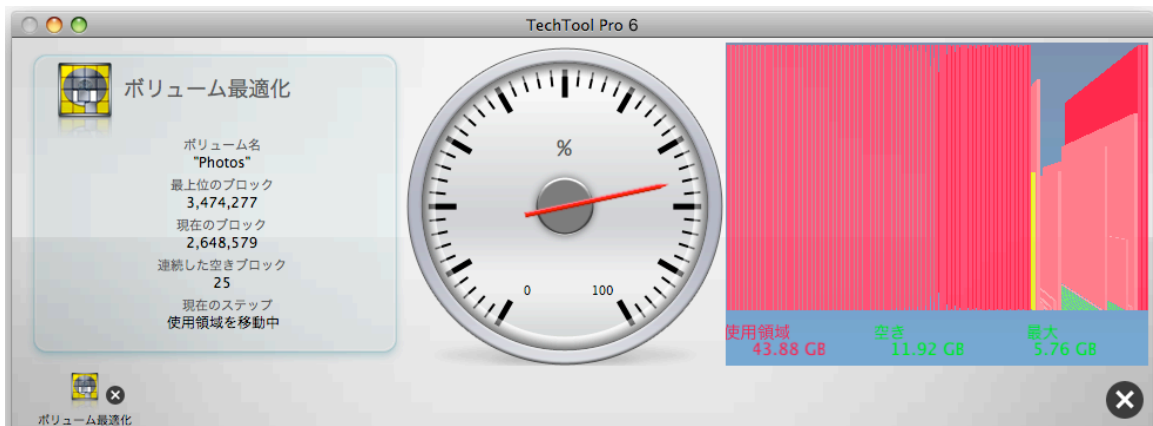 TechTool Pro 6
ボリューム最適化
ボリューム名
"Photos"
最上位のブロック
3,474,277
現在のブロック
2,648,579
連続した空きブロック
25
現在のステップ
使用領域を移動中
%
0 100
使用領域 空き 最大
43.88 GB 11.92 GB 5.76 GB
ボリューム最適化